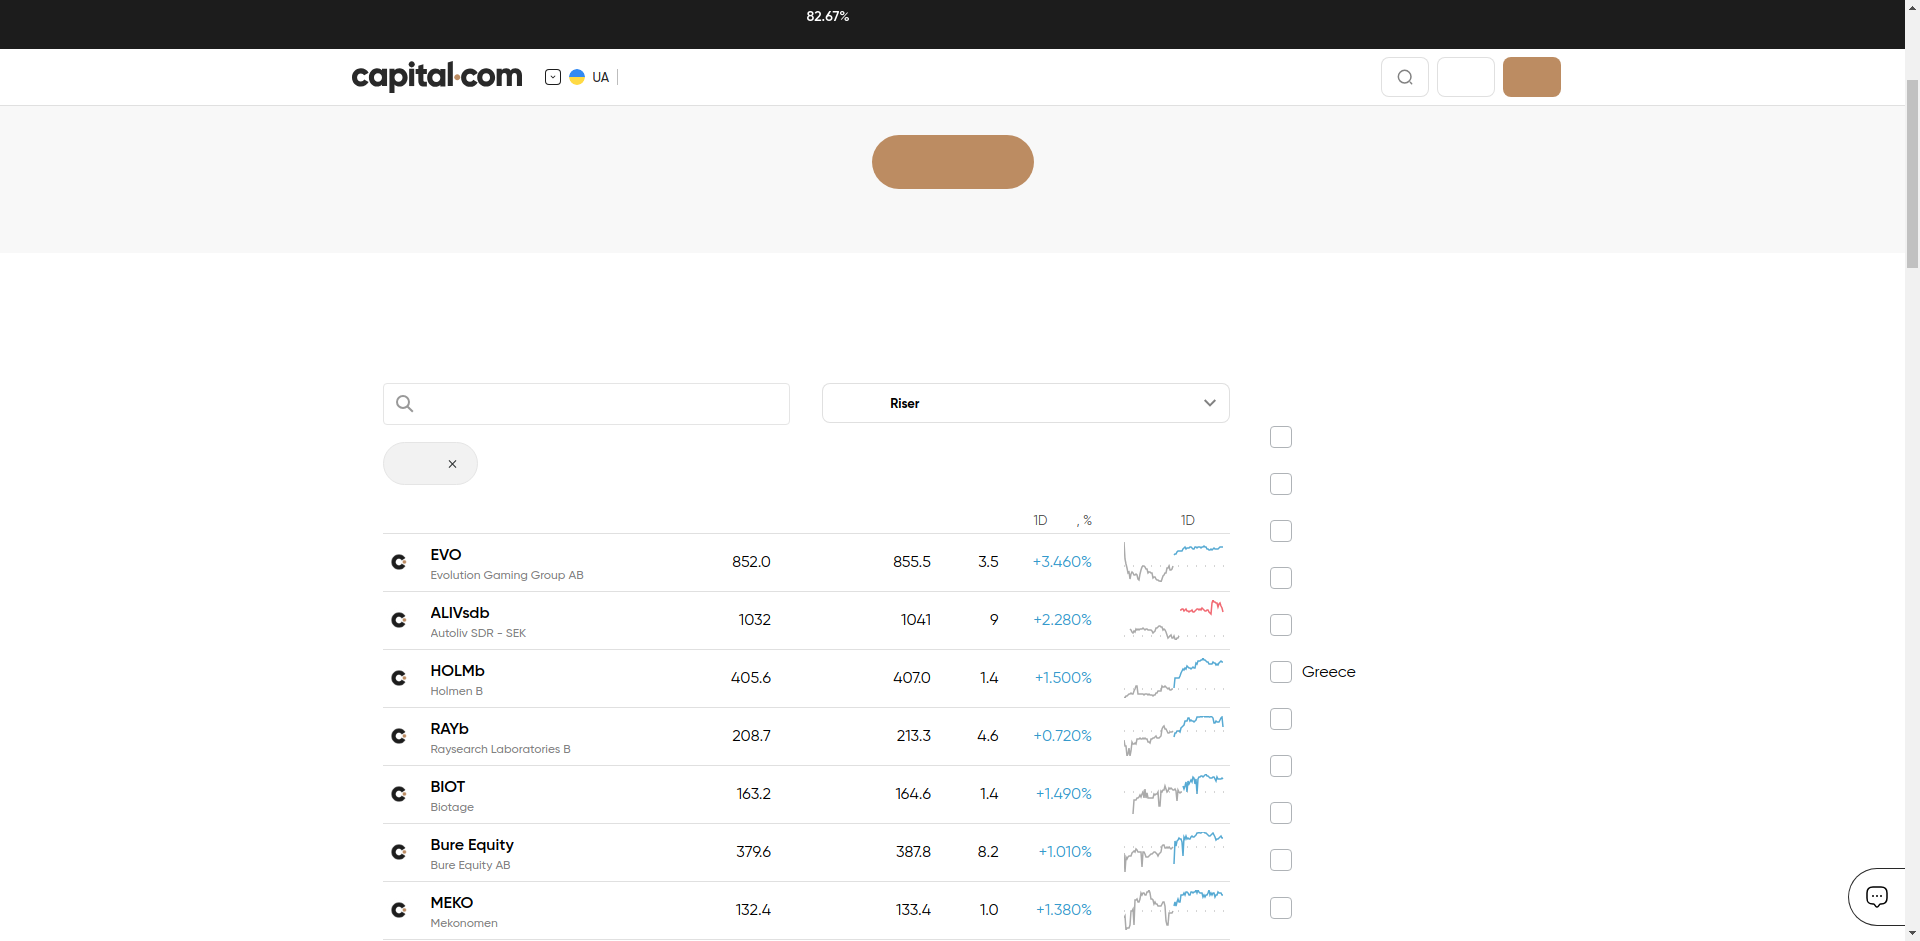 82.67%
capital.com
UA
Riser
1D , % 1D
EVO
Evolution Gaming Group AB
852.0 855.5 3.5 +3.460%
ALIVsdb
Autoliv SDR - SEK
1032 1041 9 +2.280%
HOLMb
Holmen B
405.6 407.0 1.4 +1.500%
Greece
RAYb
Raysearch Laboratories B
208.7 213.3 4.6 +0.720%
BIOT
Biotage
163.2 164.6 1.4 +1.490%
Bure Equity
Bure Equity AB
379.6 387.8 8.2 +1.010%
MEKO
Mekonomen
132.4 133.4 1.0 +1.380%